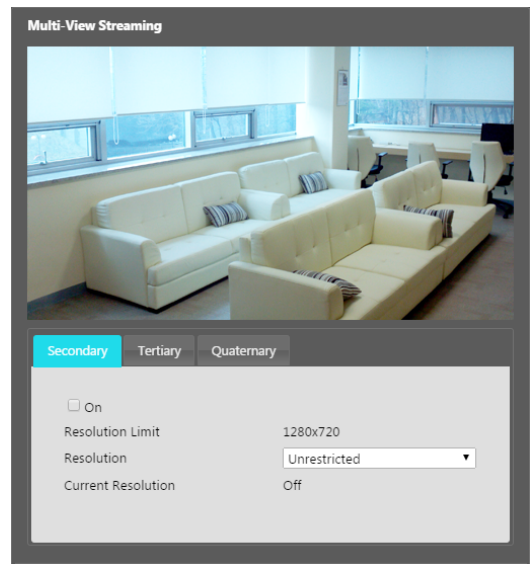 Multi-View Streaming
Secondary Tertiary Quaternary
On
Resolution Limit 1280x720
Resolution Unrestricted
Current Resolution Off